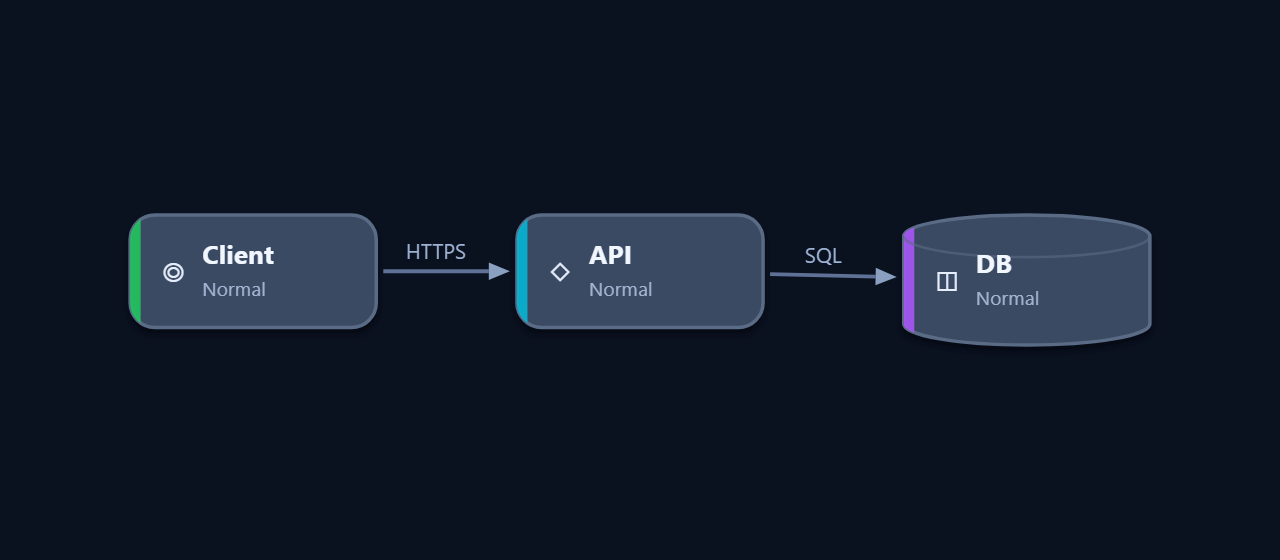 Client
Normal
HTTPS
API
Normal
SQL
DB
Normal